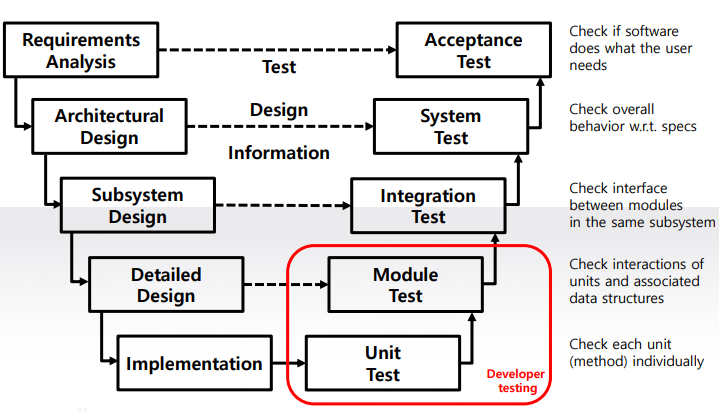 Requirements
Analysis
Acceptance
Test
Check if software
does what the user
needs
Test
Architectural
Design
Design
Information
System
Test
Check overall
behavior w.r.t. specs
Subsystem
Design
Integration
Test
Check interface
between modules
in the same subsystem
Detailed
Design
Module
Test
Check interactions of
units and associated
data structures
Implementation
Unit
Test
Developer
testing
Check each unit
(method) individually
31